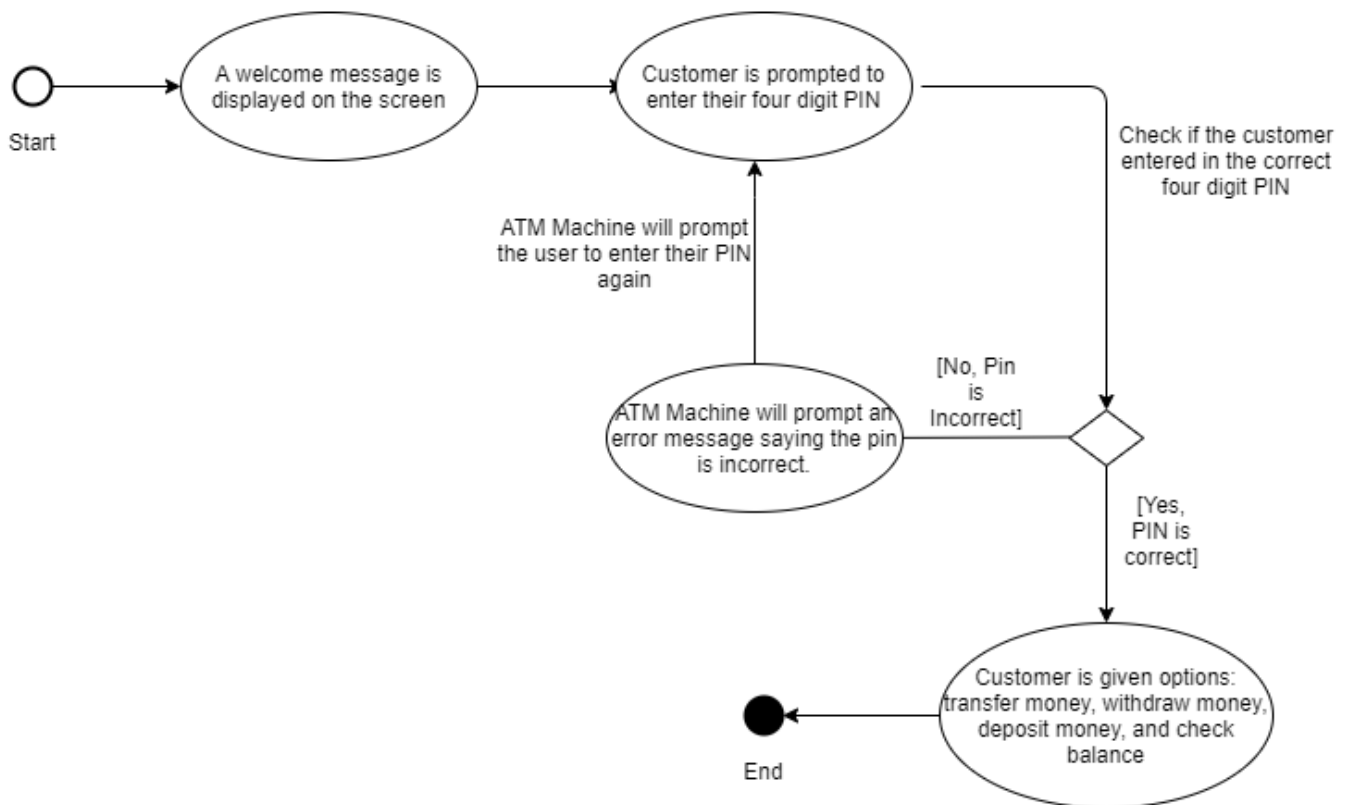 A welcome message is
displayed on the screen
Customer is prompted to
enter their four digit PIN
Start
Check if the customer
entered in the correct
four digit PIN
ATM Machine will prompt
the user to enter their PIN
again
[No, Pin
is
Incorrect]
ATM Machine will prompt an
error message saying the pin
is incorrect.
[Yes,
PIN is
correct]
Customer is given options:
transfer money, withdraw money,
deposit money, and check
balance
End